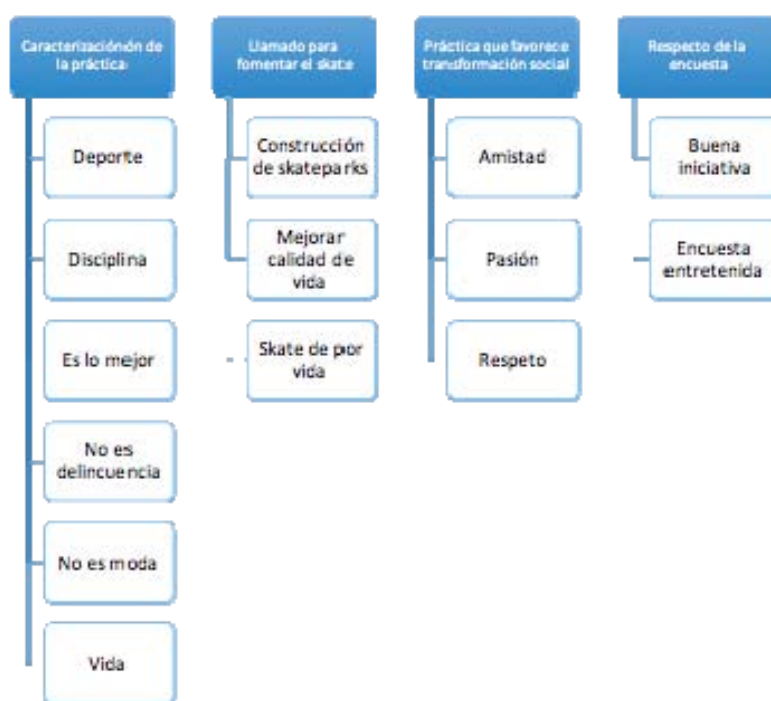 Caracterizaciónón de
la práctica
Deporte
Disciplina
Es lo mejor
No es
delincuencia
No es moda
Vida
Llamado para
fomentar el skate
Construcción
de skateparks
Mejorar
calidad de
vida
Skate de por
vida
Práctica que favorece
transformación social
Amistad
Pasión
Respeto
Respecto de la
encuesta
Buena
iniciativa
Encuesta
entretenida